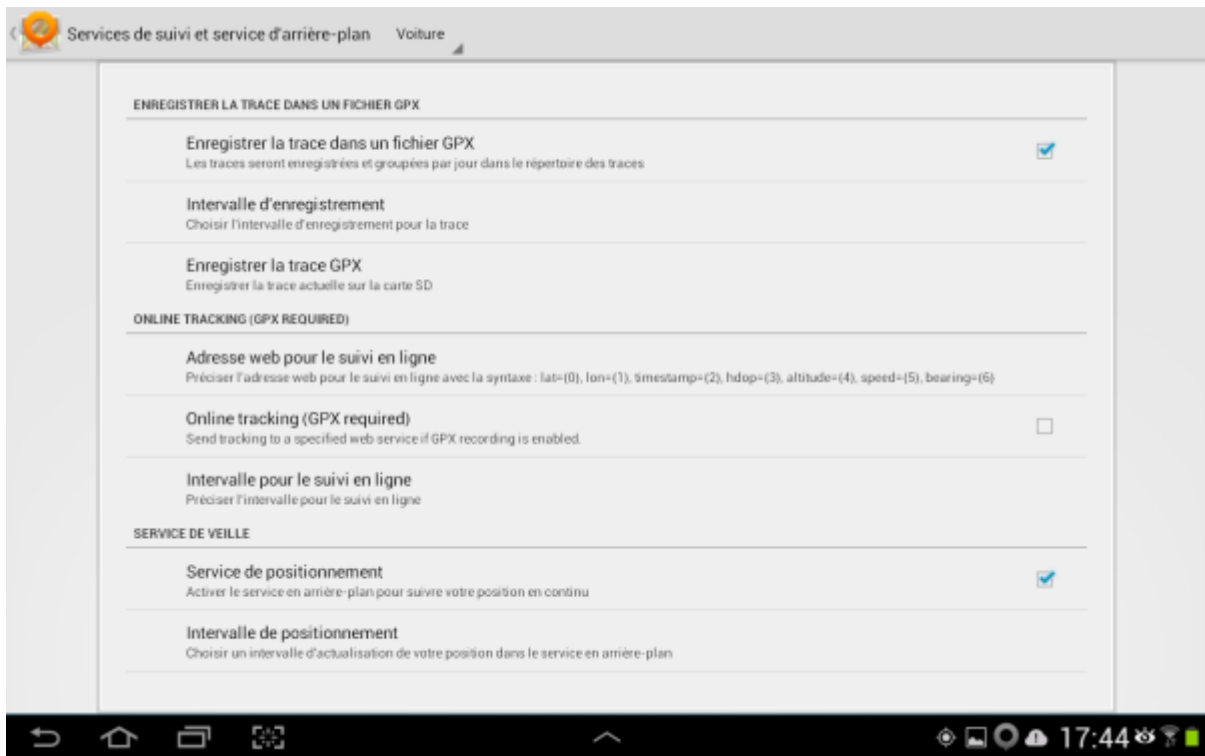 Services de suivi et service d'arrière-plan Voiture
ENREGISTRER LA TRACE DANS UN FICHIER GPX
Enregistrer la trace dans un fichier GPX
Les traces seront enregistrées et groupées par jour dans le répertoire des traces
Intervalle d'enregistrement
Choisir l'intervalle d'enregistrement pour la trace
Enregistrer la trace GPX
Enregistrer la trace actuelle sur la carte SD
ONLINE TRACKING (GPX REQUIRED)
Adresse web pour le suivi en ligne
Préciser l'adresse web pour le suivi en ligne avec la syntaxe : lat={0}, lon={1}, timestamp={2}, hdop={3}, altitude={4}, speed={5}, bearing={6}
Online tracking (GPX required)
Send tracking to a specified web service if GPX recording is enabled.
Intervalle pour le suivi en ligne
Préciser l'intervalle pour le suivi en ligne
SERVICE DE VEILLE
Service de positionnement
Activer le service en arrière-plan pour suivre votre position en continu
Intervalle de positionnement
Choisir un intervalle d'actualisation de votre position dans le service en arrière-plan
17:44